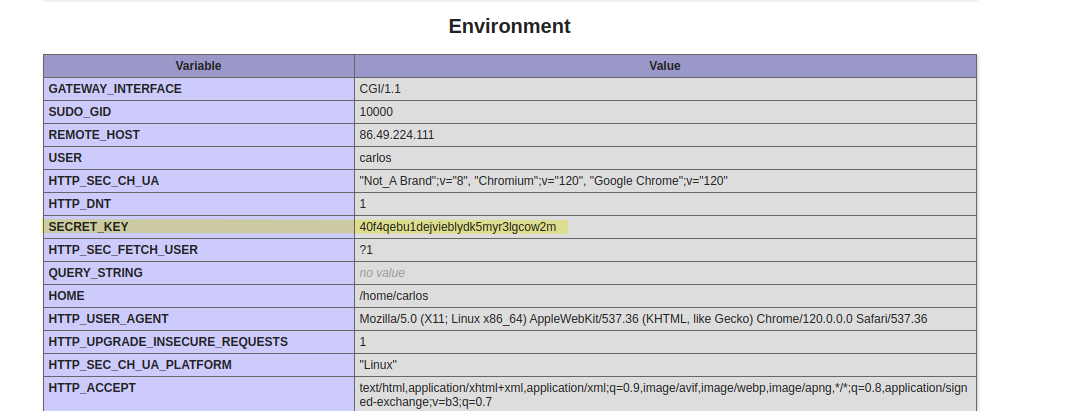 Environment
Variable Value
GATEWAY_INTERFACE CGI/1.1
SUDO_GID 10000
REMOTE_HOST 86.49.224.111
USER carlos
HTTP_SEC_CH_UA "Not_A Brand";v="8", "Chromium";v="120", "Google Chrome";v="120"
HTTP_DNT 1
SECRET_KEY 40f4qebu1dejvieblydk5myr3lgcow2m
HTTP_SEC_FETCH_USER ?1
QUERY_STRING no value
HOME /home/carlos
HTTP_USER_AGENT Mozilla/5.0 (X11; Linux x86_64) AppleWebKit/537.36 (KHTML, like Gecko) Chrome/120.0.0.0 Safari/537.36
HTTP_UPGRADE_INSECURE_REQUESTS 1
HTTP_SEC_CH_UA_PLATFORM "Linux"
HTTP_ACCEPT text/html,application/xhtml+xml,application/xml;q=0.9,image/avif,image/webp,image/apng,*/*;q=0.8,application/sign
ed-exchange;v=b3;q=0.7